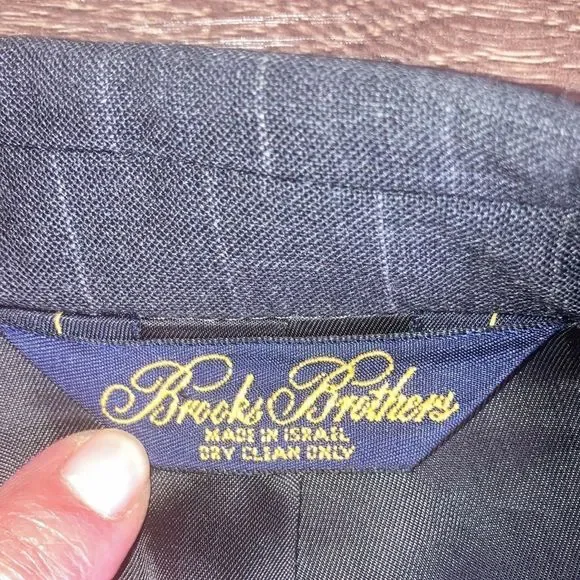 Brooks Brothers
MADE IN ISRAEL
DRY CLEAN ONLY